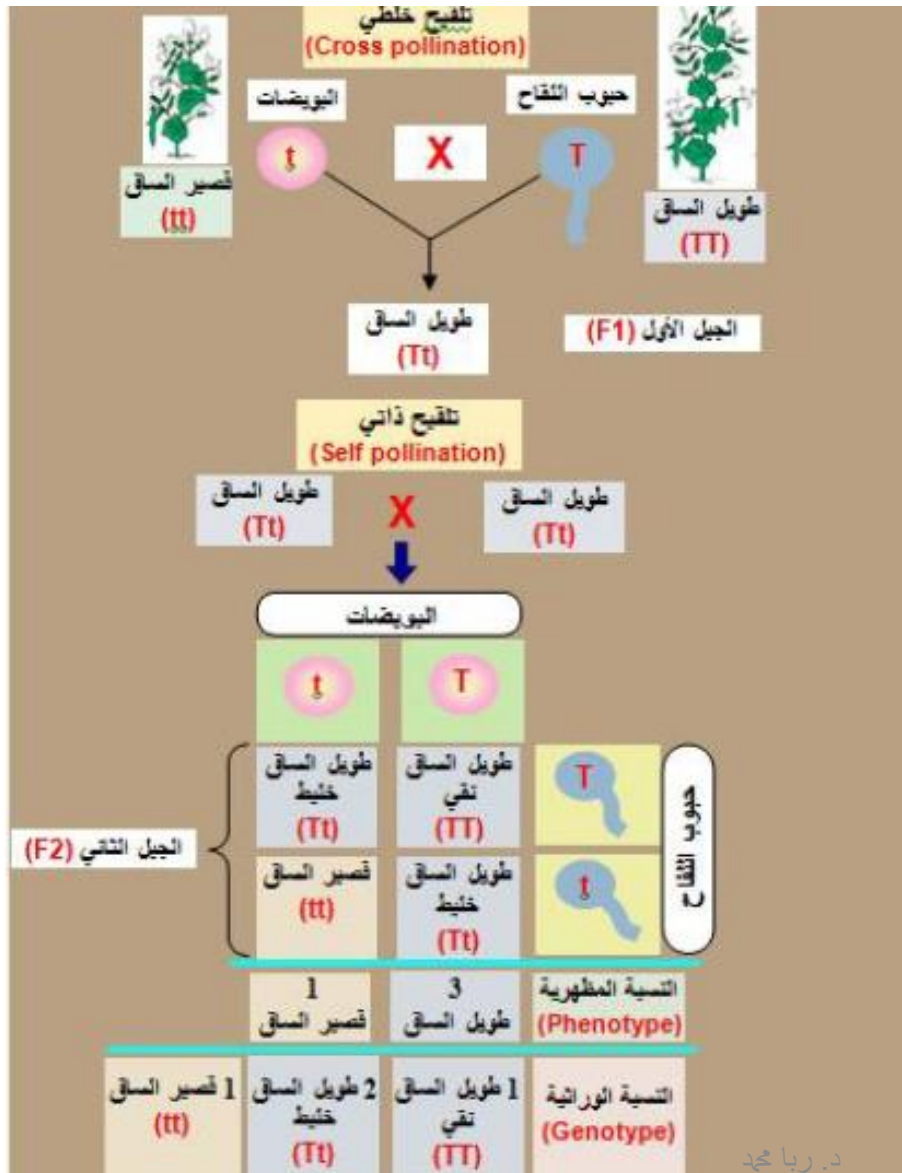 تلقيح خلطي
(Cross pollination)
حبوب اللقاح
البويضات
T
X
t
طويل الساق
(TT)
قصير الساق
(tt)
طويل الساق
(Tt)
الجيل الأول (F1)
تلقيح ذاتي
(Self pollination)
طويل الساق
(Tt)
X
طويل الساق
(Tt)
البويضات
T
t
حبوب اللقاح
T
طويل الساق
نقي
(TT)
طويل الساق
خليط
(Tt)
t
طويل الساق
خليط
(Tt)
قصير الساق
(tt)
الجيل الثاني (F2)
النسبة المظهرية
(Phenotype)
3
طويل الساق
1
قصير الساق
النسبة الوراثية
(Genotype)
1 طويل الساق
نقي
(TT)
2 طويل الساق
خليط
(Tt)
1 قصير الساق
(tt)
د. ربا محمد